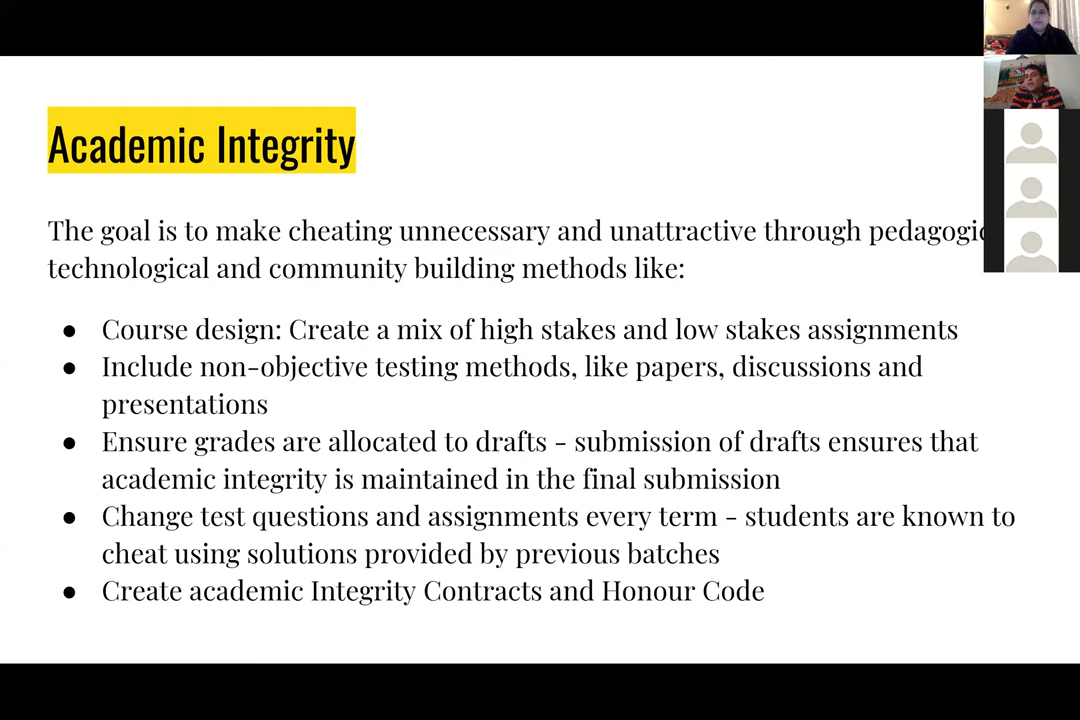 Academic Integrity
The goal is to make cheating unnecessary and unattractive through
technological and community building methods like:
● Course design: Create a mix of high stakes and low stakes assignments
● Include non-objective testing methods, like papers, discussions and
presentations
● Ensure grades are allocated to drafts - submission of drafts ensures that
academic integrity is maintained in the final submission
● Change test questions and assignments every term - students are known to
cheat using solutions provided by previous batches
● Create academic Integrity Contracts and Honour Code